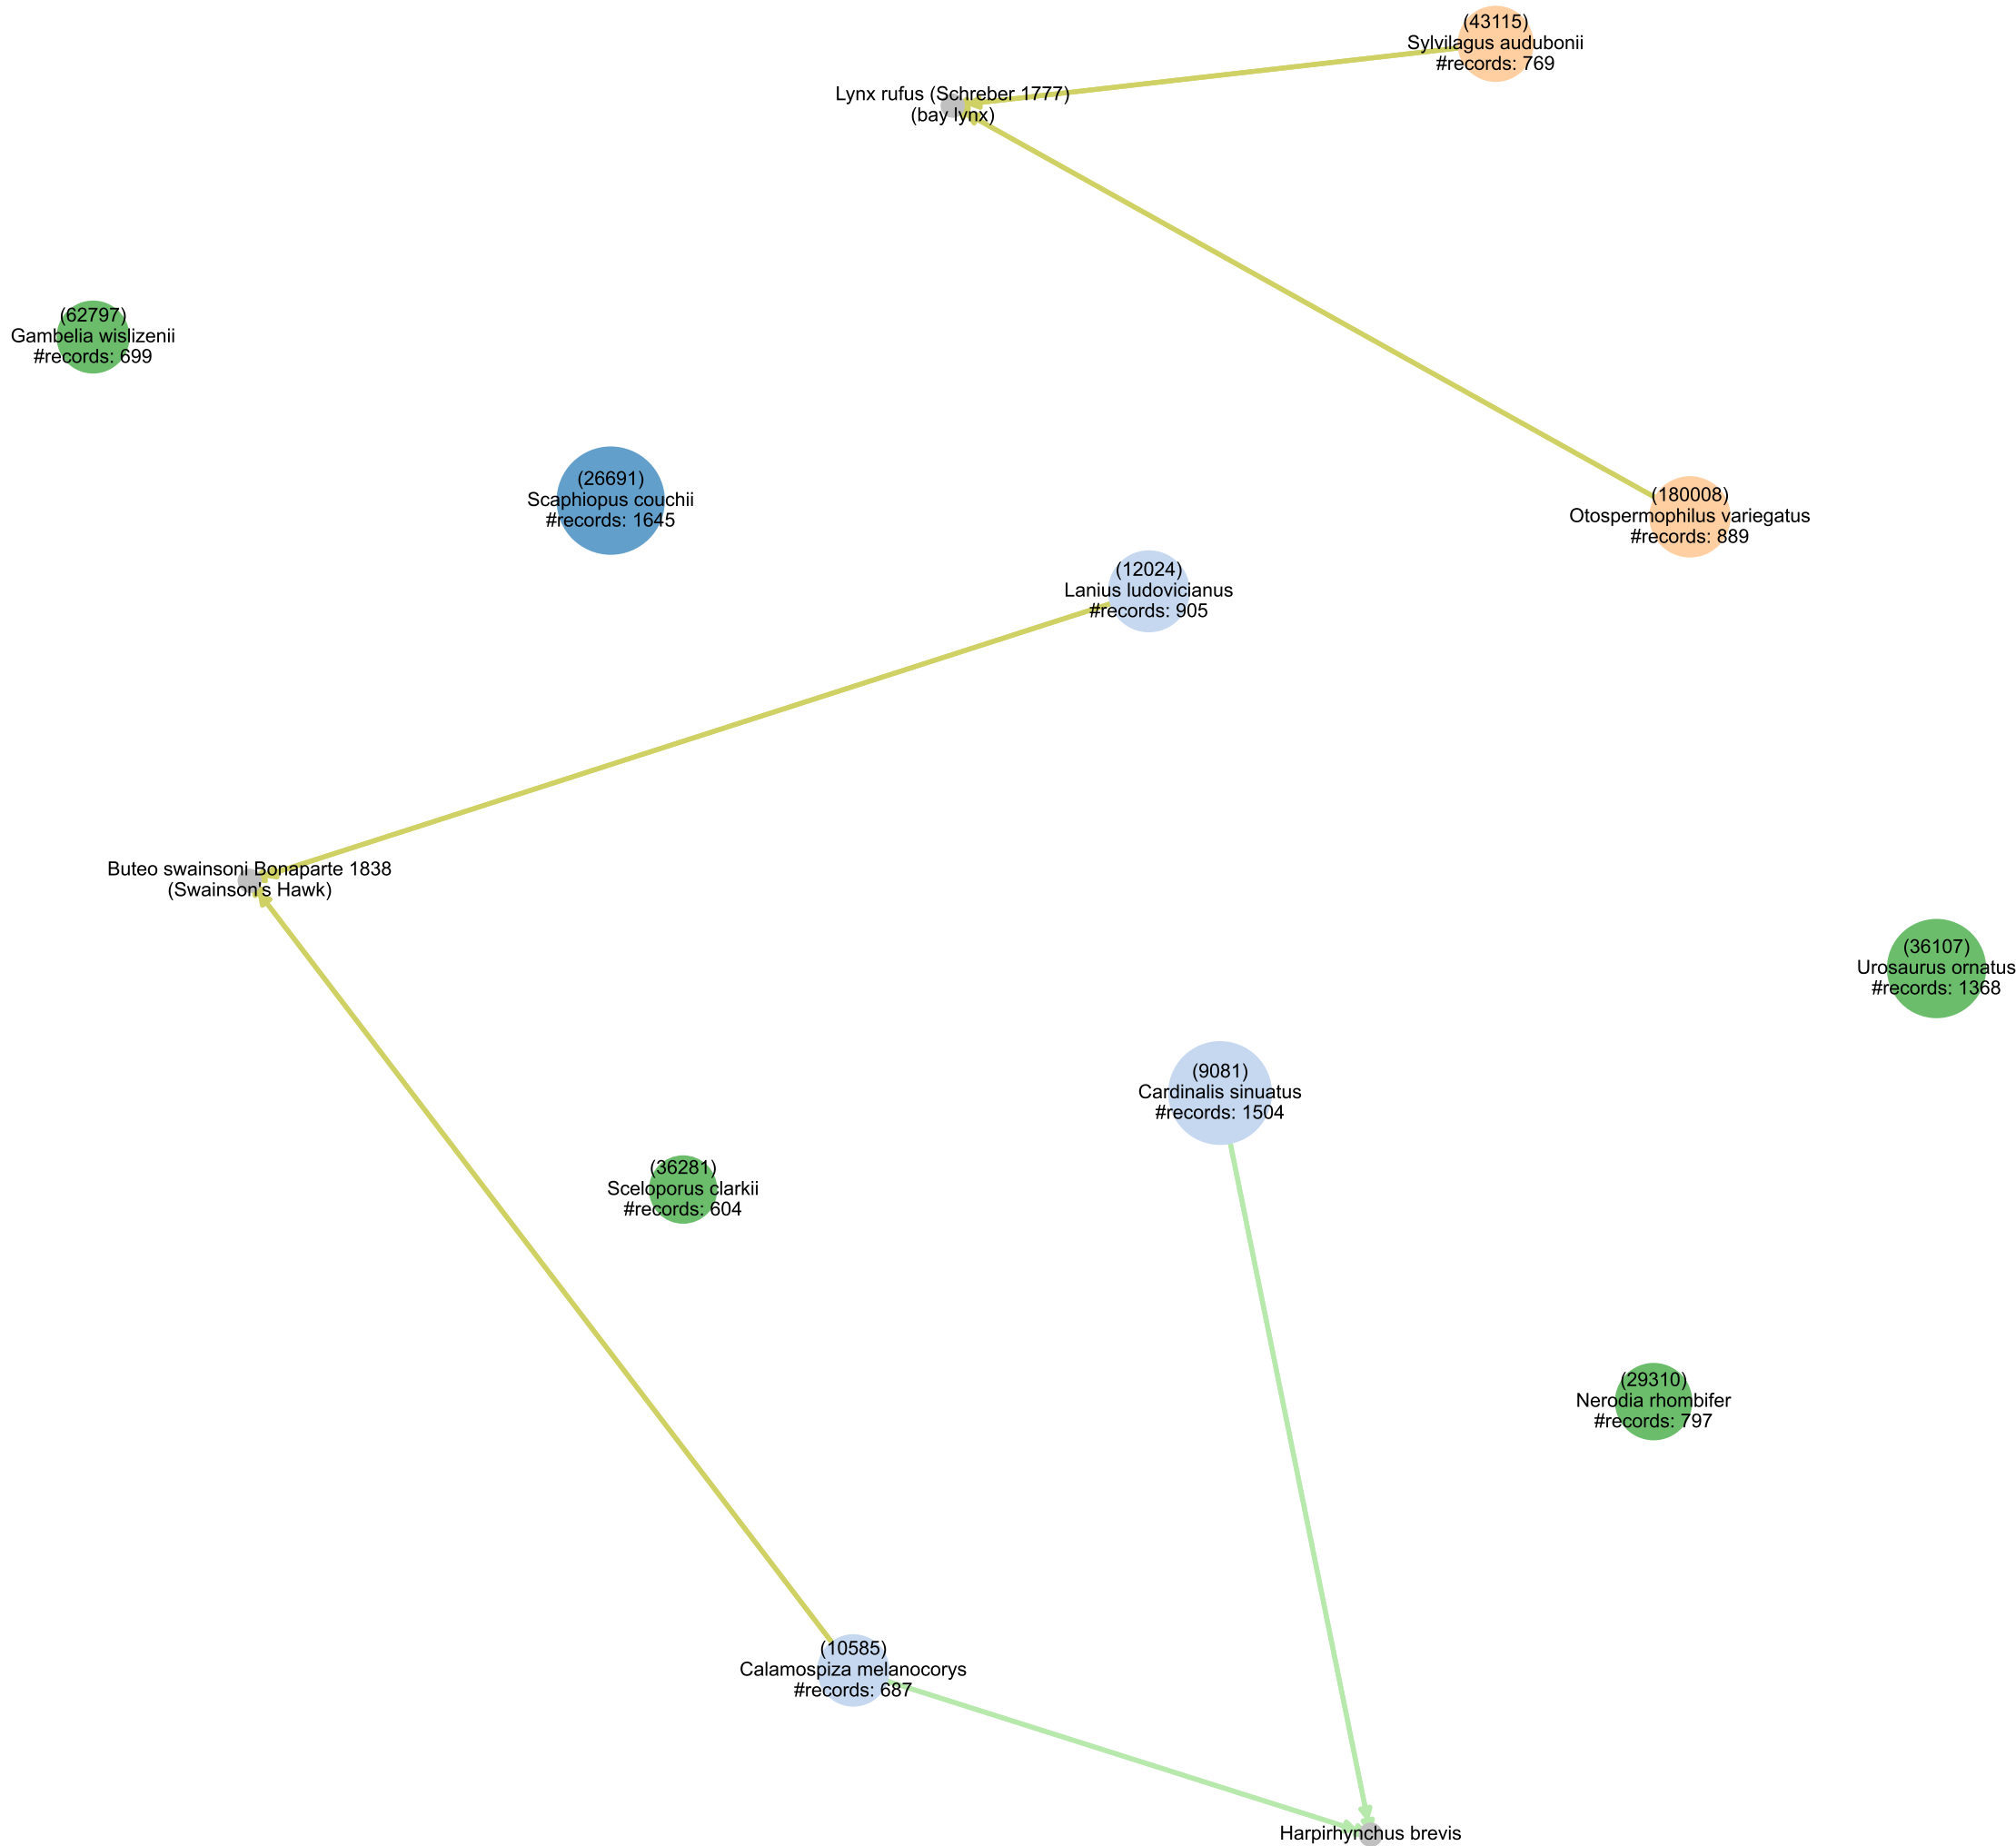 (43115)
Sylvilagus audubonii
#records: 769
Lynx rufus (Schreber 1777)
(bay lynx)
(62797)
Gambelia wislizenii
#records: 699
(26691)
Scaphiopus couchii
#records: 1645
(180008)
Otospermophilus variegatus
#records: 889
(12024)
Lanius ludovicianus
#records: 905
Buteo swainsoni Bonaparte 1838
(Swainson's Hawk)
(36107)
Urosaurus ornatus
#records: 1368
(9081)
Cardinalis sinuatus
#records: 1504
(36281)
Sceloporus clarkii
#records: 604
(29310)
Nerodia rhombifer
#records: 797
(10585)
Calamospiza melanocorys
#records: 687
Harpirhynchus brevis